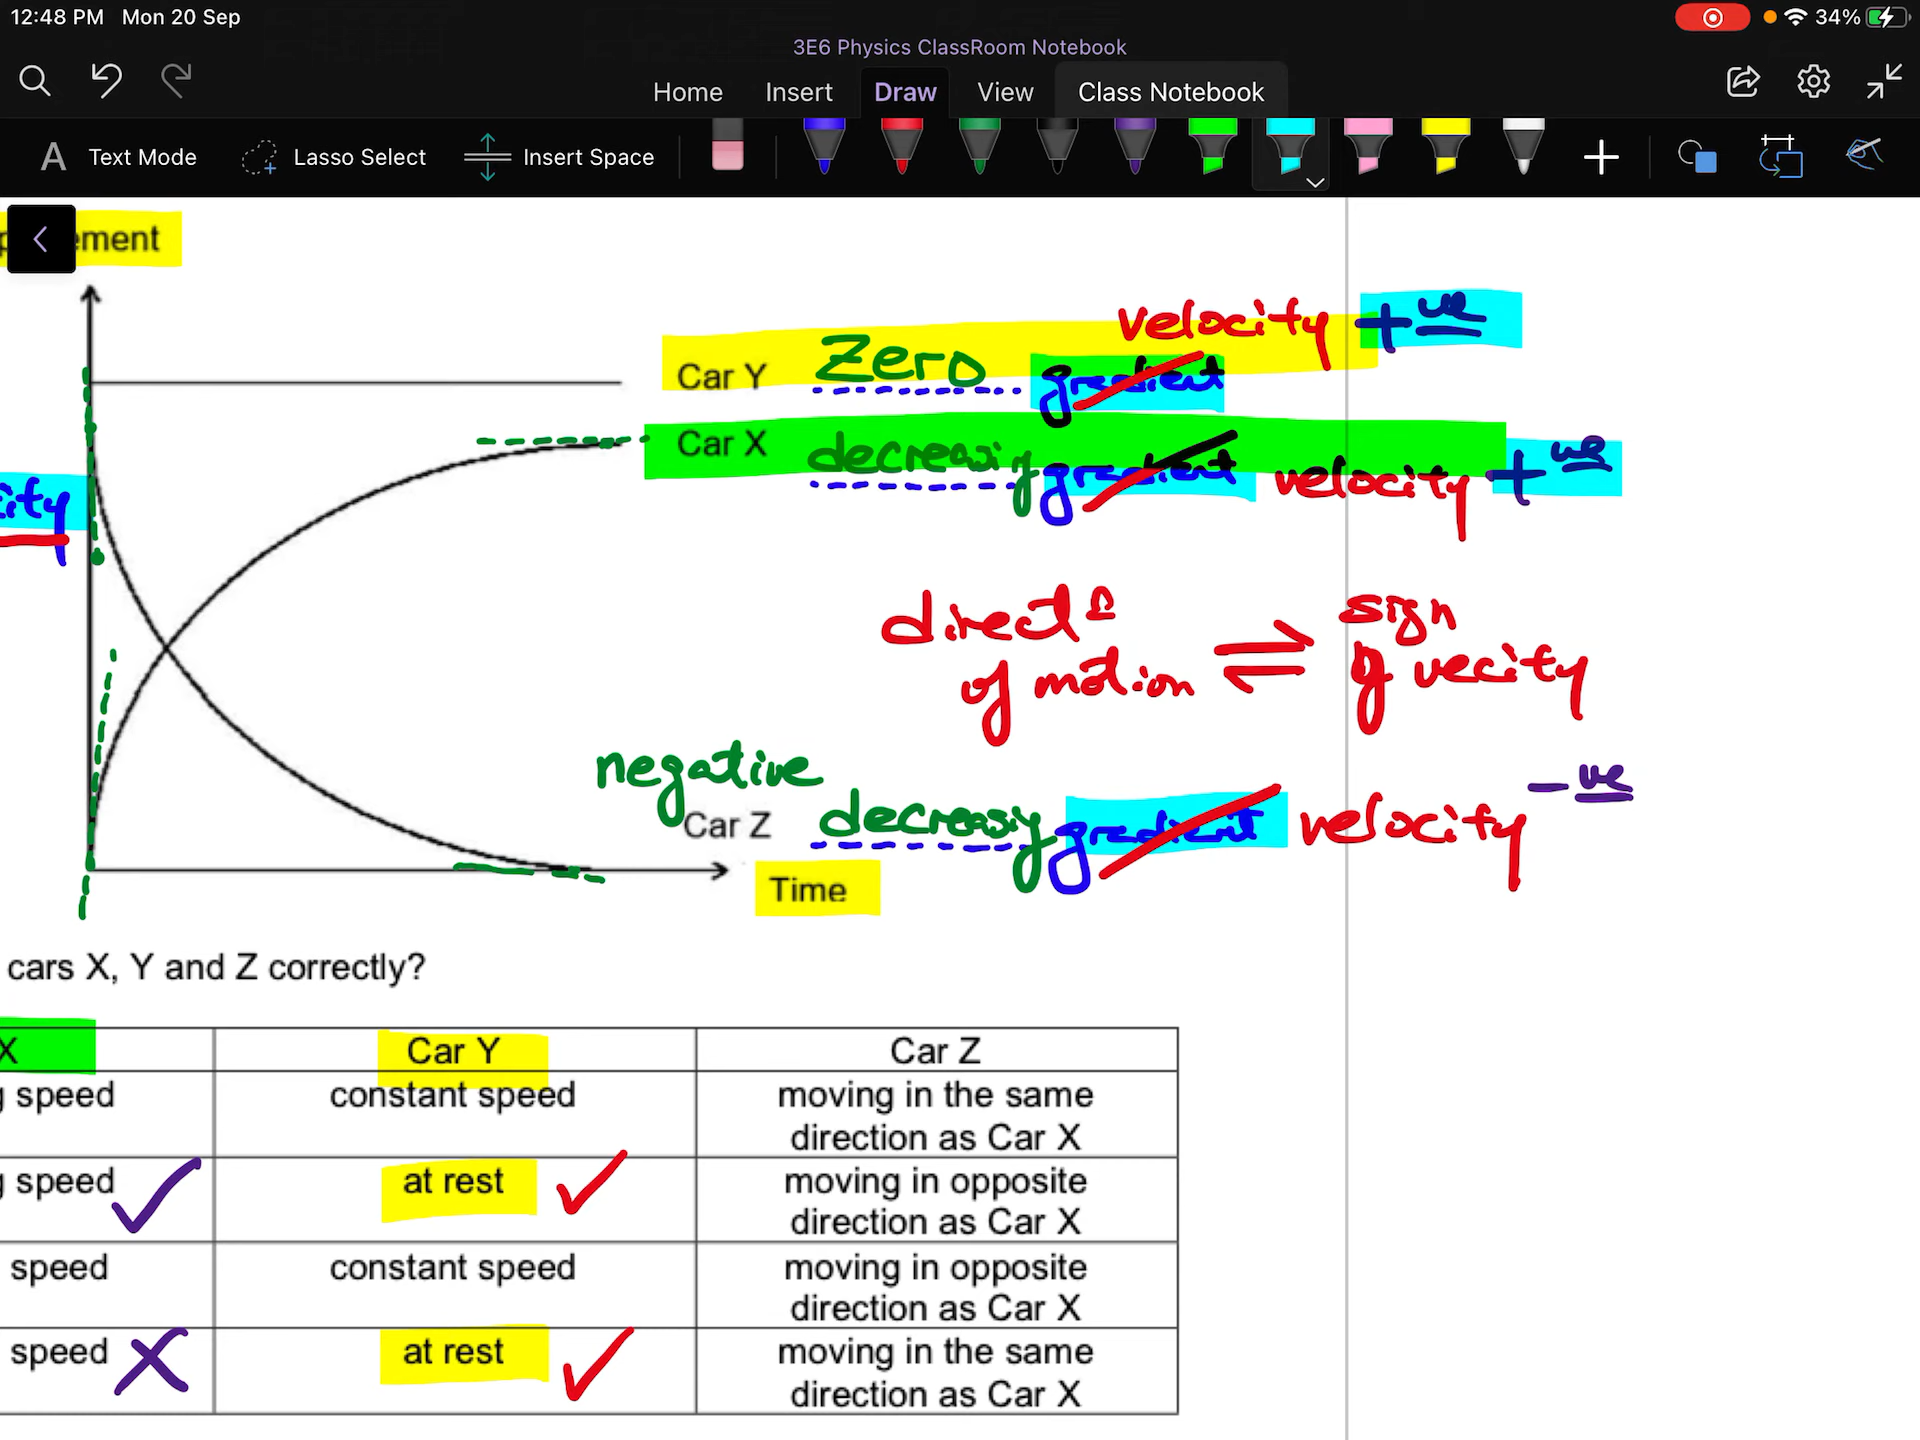 12:48 PM Mon 20 Sep
34%
3E6 Physics ClassRoom Notebook
Home Insert Draw View Class Notebook
Text Mode Lasso Select Insert Space
ement
velocity +ve
Car Y Zero gradient
Car X decreasing gradient velocity +ve
city
directn of motion ⇌ sign of vecity
negative
Car Z decreasing gradient velocity -ve
Time
cars X, Y and Z correctly?
X Car Y Car Z
g speed constant speed moving in the same
direction as Car X
g speed at rest moving in opposite
direction as Car X
speed constant speed moving in opposite
direction as Car X
speed at rest moving in the same
direction as Car X